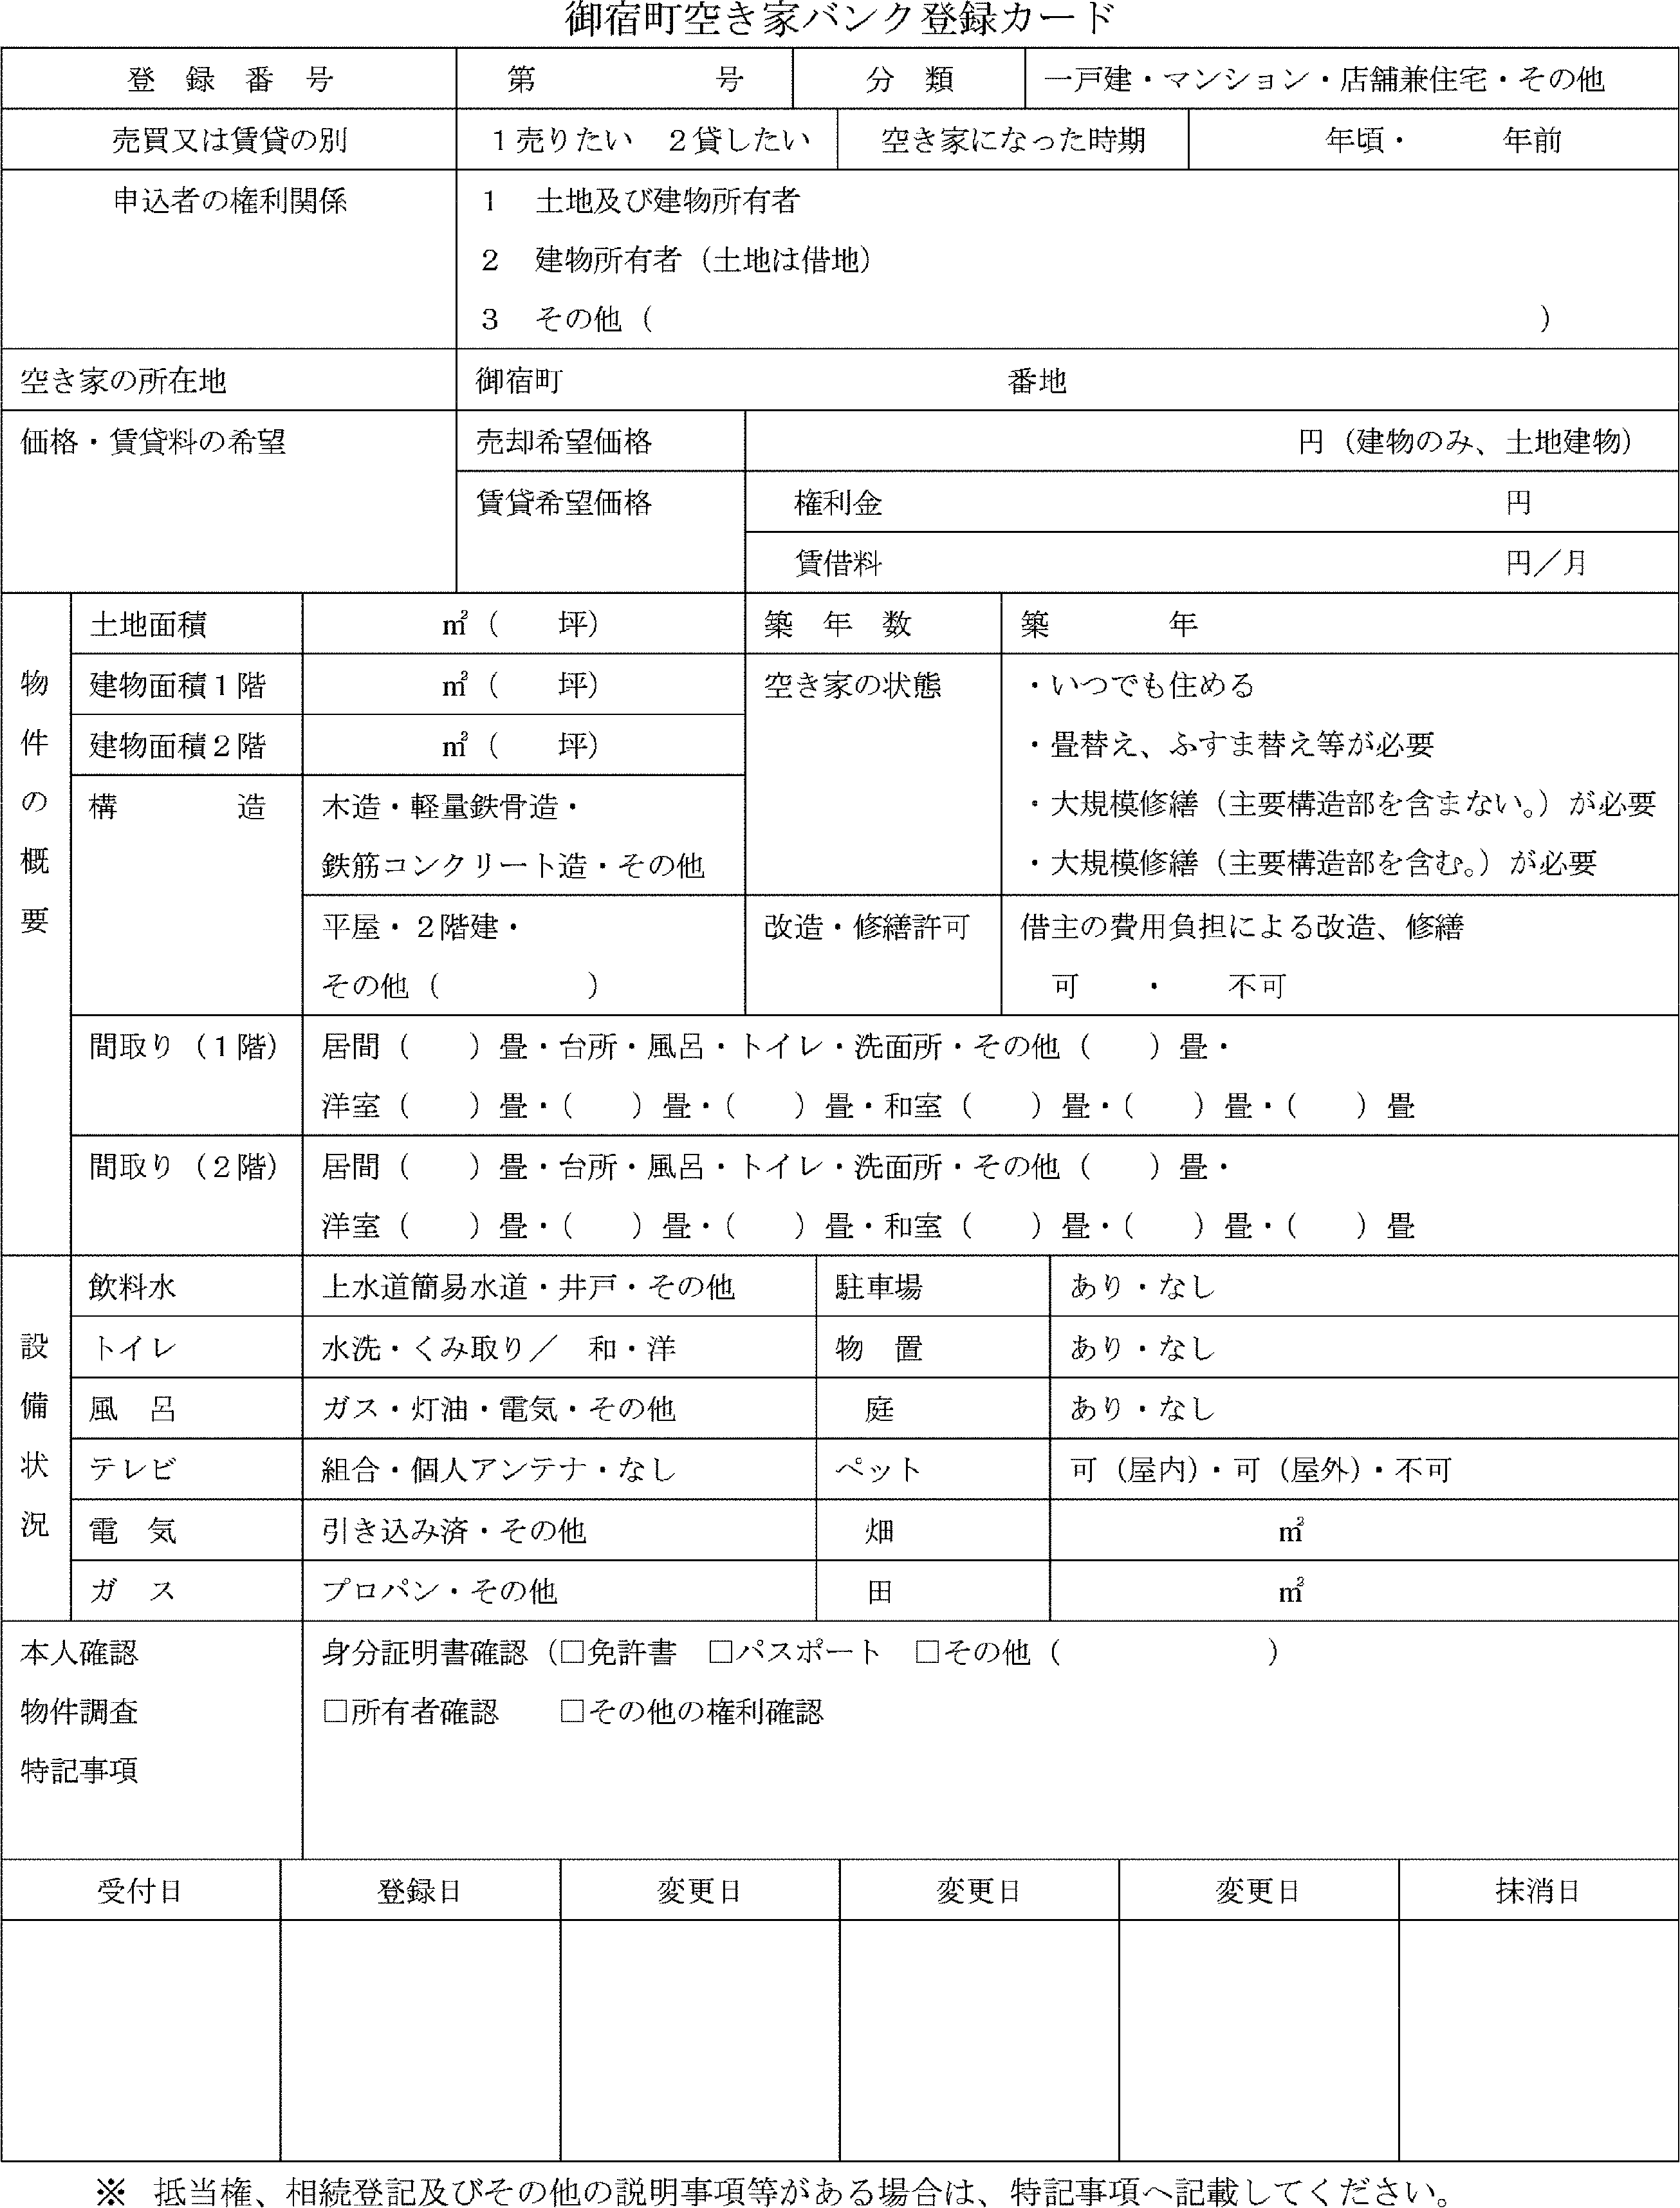 御宿町空き家バンク登録カード
登　録　番　号　第　　　　　　号　分　類　一戸建・マンション・店舗兼住宅・その他
売買又は賃貸の別　１売りたい　２貸したい　空き家になった時期　年頃・　　　年前
申込者の権利関係　１　土地及び建物所有者
２　建物所有者（土地は借地）
３　その他（　　　　　　　　　　　　　　　　　　　　）
空き家の所在地　御宿町　　　　　　　　　　番地
価格・賃貸料の希望　売却希望価格　円（建物のみ、土地建物）
賃貸希望価格　権利金　円
賃借料　円／月
物件の概要
土地面積　㎡（　　坪）　築　年　数　築　　　　年
建物面積１階　㎡（　　坪）　空き家の状態　・いつでも住める
建物面積２階　㎡（　　坪）　・畳替え、ふすま替え等が必要
構　　　　造　木造・軽量鉄骨造・　・大規模修繕（主要構造部を含まない。）が必要
鉄筋コンクリート造・その他　・大規模修繕（主要構造部を含む。）が必要
平屋・２階建・　改造・修繕許可　借主の費用負担による改造、修繕
その他（　　　　　）　可　　・　　不可
間取り（１階）　居間（　　）畳・台所・風呂・トイレ・洗面所・その他（　　）畳・
洋室（　　）畳・（　　）畳・（　　）畳・和室（　　）畳・（　　）畳・（　　）畳
間取り（２階）　居間（　　）畳・台所・風呂・トイレ・洗面所・その他（　　）畳・
洋室（　　）畳・（　　）畳・（　　）畳・和室（　　）畳・（　　）畳・（　　）畳
設備状況
飲料水　上水道簡易水道・井戸・その他　駐車場　あり・なし
トイレ　水洗・くみ取り／　和・洋　物　置　あり・なし
風　呂　ガス・灯油・電気・その他　庭　あり・なし
テレビ　組合・個人アンテナ・なし　ペット　可（屋内）・可（屋外）・不可
電　気　引き込み済・その他　畑　㎡
ガ　ス　プロパン・その他　田　㎡
本人確認　身分証明書確認（□免許書　□パスポート　□その他（　　　　　　　）
物件調査　□所有者確認　　□その他の権利確認
特記事項
受付日　登録日　変更日　変更日　変更日　抹消日
※　抵当権、相続登記及びその他の説明事項等がある場合は、特記事項へ記載してください。